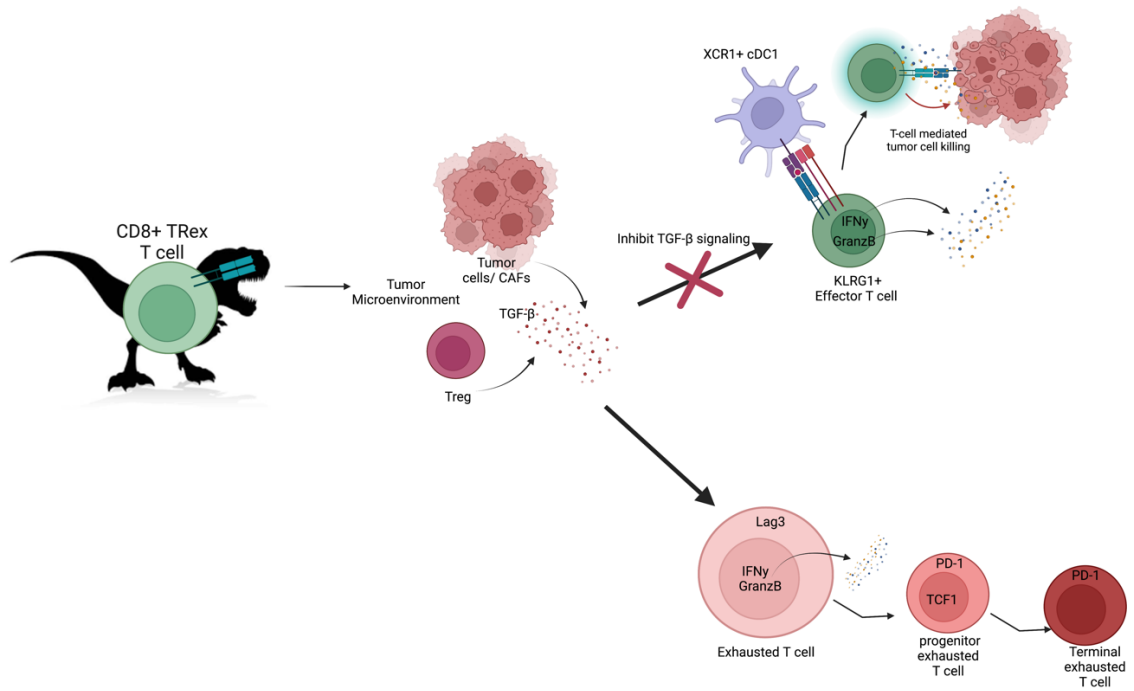 CD8+ TRex
T cell
Tumor
Microenvironment
Tumor
cells/ CAFs
TGF-β
Treg
Inhibit TGF-β signaling
XCR1+ cDC1
IFNy
GranzB
KLRG1+
Effector T cell
T-cell mediated
tumor cell killing
Lag3
IFNy
GranzB
Exhausted T cell
PD-1
TCF1
progenitor
exhausted
T cell
PD-1
Terminal
exhausted
T cell